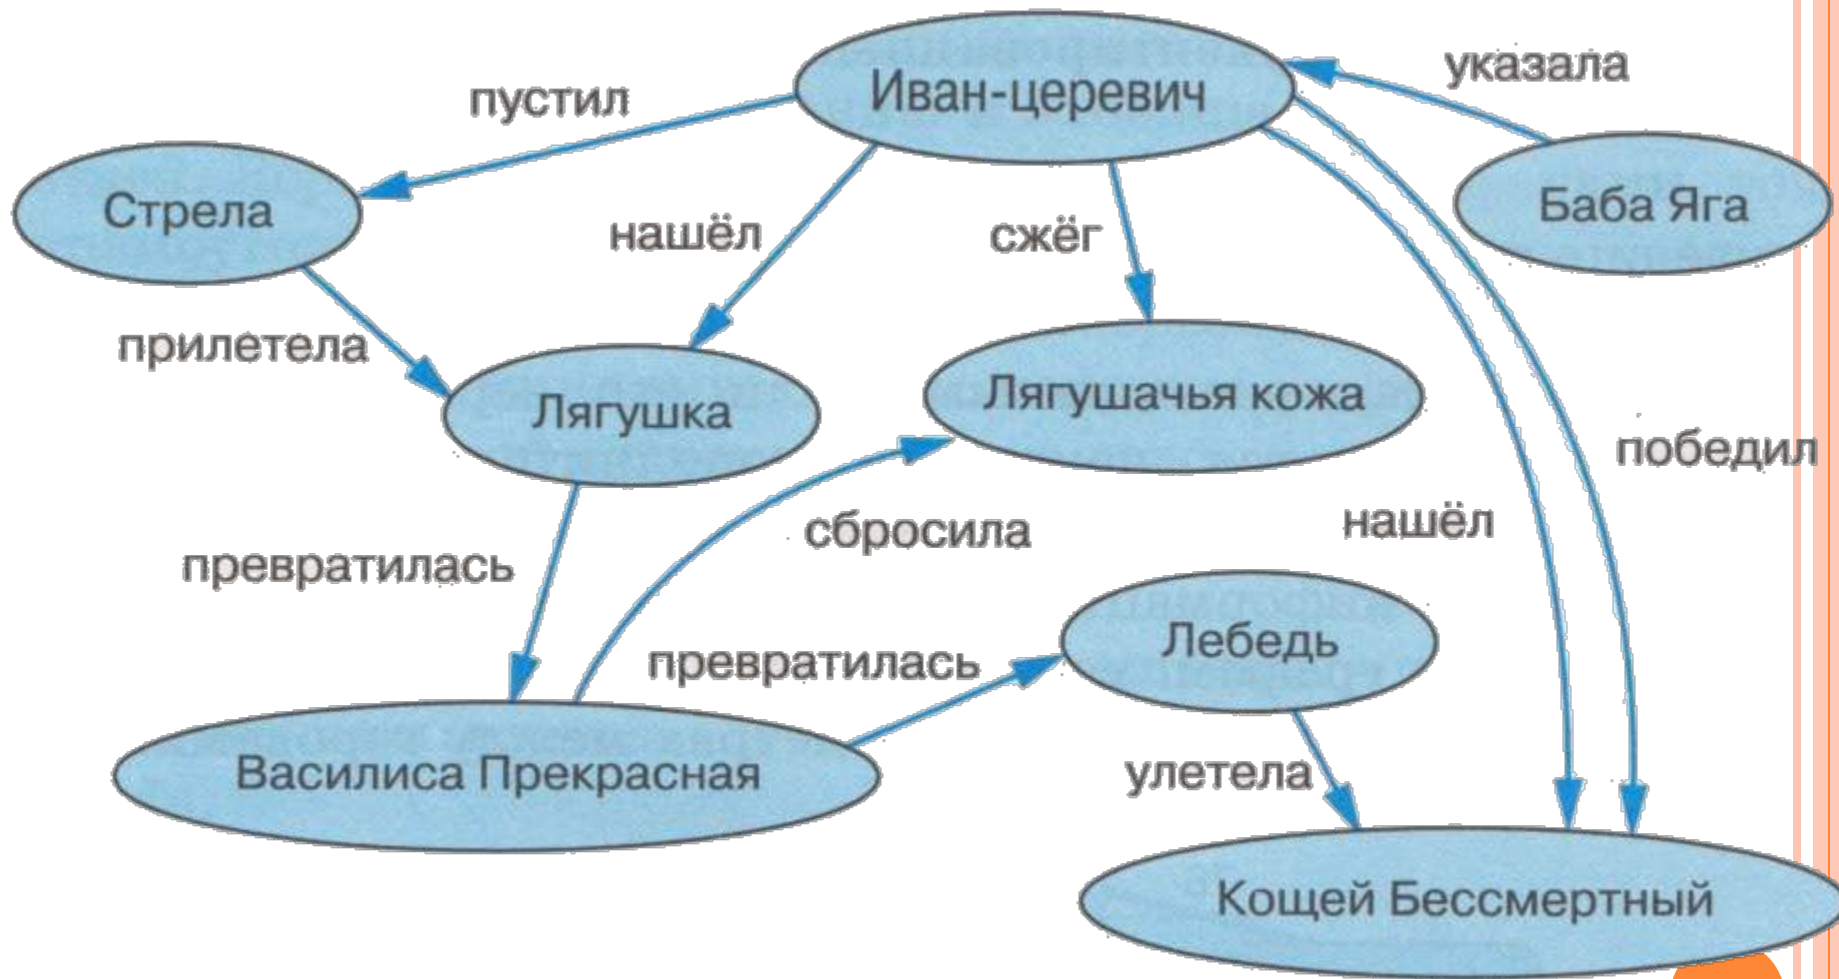 указала
Иван-церевич
пустил
Баба Яга
Стрела
нашёл
сжёг
прилетела
Лягушачья кожа
Лягушка
победил
нашёл
сбросила
превратилась
Лебедь
превратилась
Василиса Прекрасная
улетела
Кощей Бессмертный